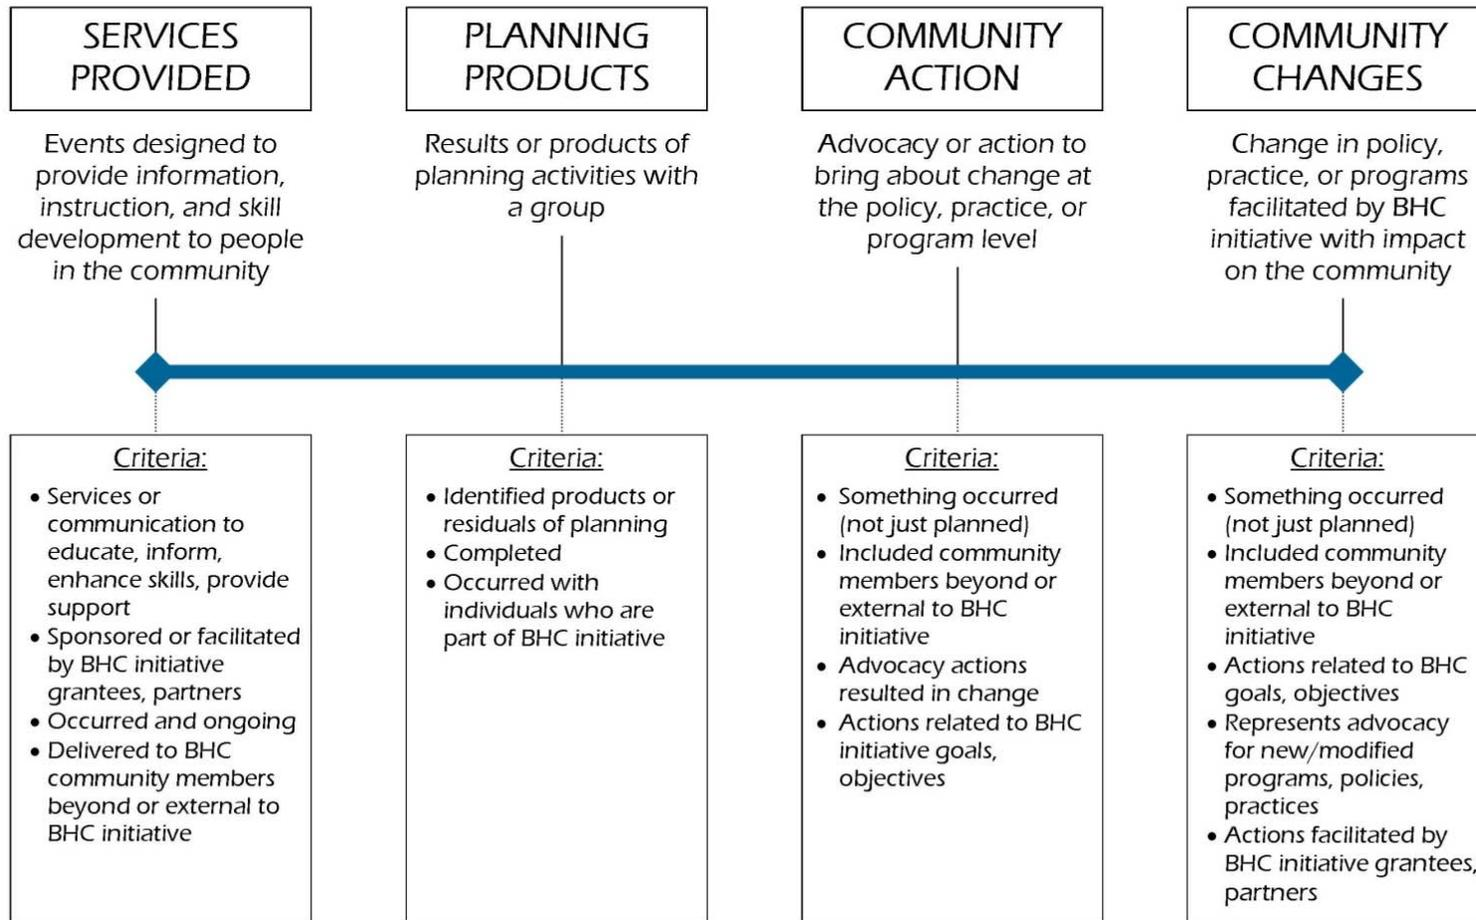 SERVICES
PROVIDED
Events designed to
provide information,
instruction, and skill
development to people
in the community
PLANNING
PRODUCTS
Results or products of
planning activities with
a group
COMMUNITY
ACTION
Advocacy or action to
bring about change at
the policy, practice, or
program level
COMMUNITY
CHANGES
Change in policy,
practice, or programs
facilitated by BHC
initiative with impact
on the community
Criteria:
• Services or
communication to
educate, inform,
enhance skills, provide
support
• Sponsored or facilitated
by BHC initiative
grantees, partners
• Occurred and ongoing
• Delivered to BHC
community members
beyond or external to
BHC initiative
Criteria:
• Identified products or
residuals of planning
• Completed
• Occurred with
individuals who are
part of BHC initiative
Criteria:
• Something occurred
(not just planned)
• Included community
members beyond or
external to BHC
initiative
• Advocacy actions
resulted in change
• Actions related to BHC
initiative goals,
objectives
Criteria:
• Something occurred
(not just planned)
• Included community
members beyond or
external to BHC
initiative
• Actions related to BHC
goals, objectives
• Represents advocacy
for new/modified
programs, policies,
practices
• Actions facilitated by
BHC initiative grantees,
partners